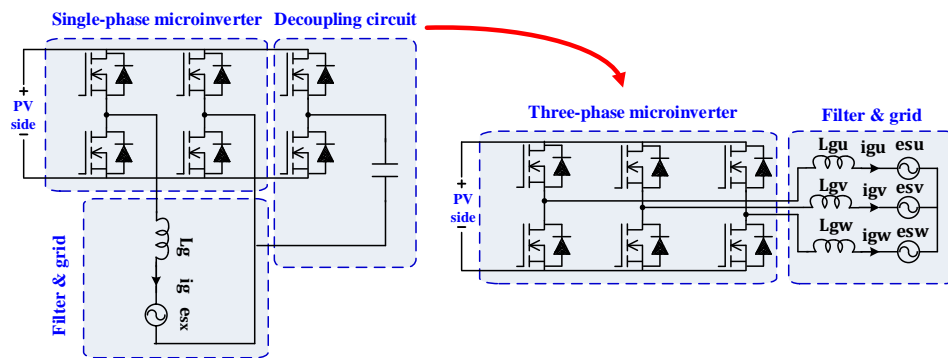 Single-phase microinverter
Decoupling circuit
+
PV
side
-
Lg
ig
esx
Filter & grid
Three-phase microinverter
Filter & grid
+
PV
side
-
Lgu igu esu
Lgv igv esv
Lgw igw esw